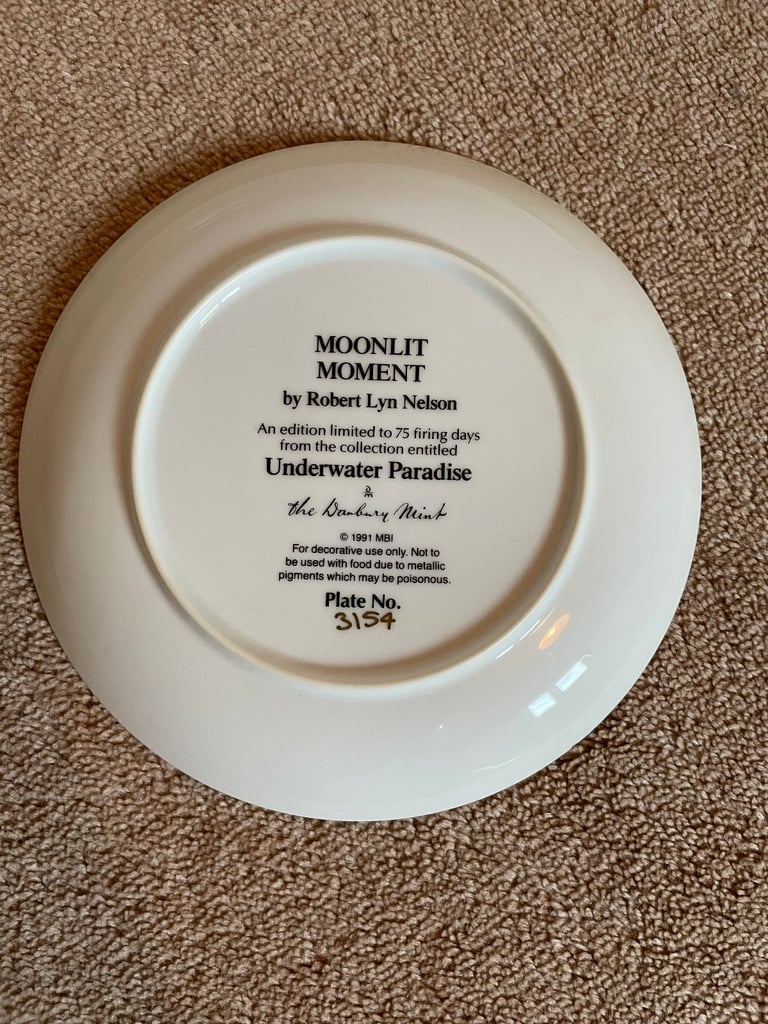 MOONLIT
MOMENT
by Robert Lyn Nelson
An edition limited to 75 firing days
from the collection entitled
Underwater Paradise
DM
the Danbury Mint
© 1991 MBI
For decorative use only. Not to
be used with food due to metallic
pigments which may be poisonous.
Plate No.
3154